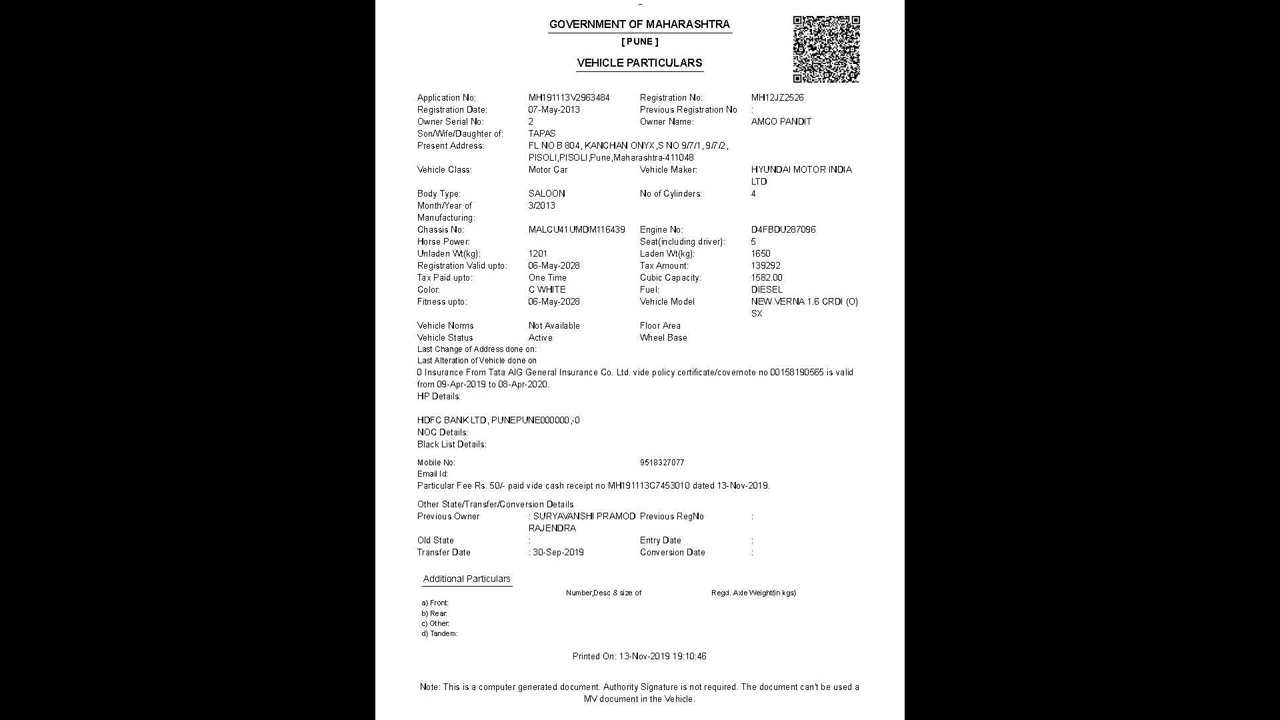 GOVERNMENT OF MAHARASHTRA
[ PUNE ]
VEHICLE PARTICULARS
Application No: MH191113V2963484 Registration No: MH12JZ2526
Registration Date: 07-May-2013 Previous Registration No :
Owner Serial No: 2 Owner Name: AMCO PANDIT
Son/Wife/Daughter of: TAPAS
Present Address: FL NO B 804, KANCHAN ONYX ,S NO 9/7/1, 9/7/2,
PISOLI,PISOLI,Pune,Maharashtra-411048
Vehicle Class: Motor Car Vehicle Maker: HYUNDAI MOTOR INDIA
LTD
Body Type: SALOON No of Cylinders: 4
Month/Year of 3/2013
Manufacturing:
Chassis No: MALCU41UMDM116439 Engine No: D4FBDU287096
Horse Power: Seat(including driver): 5
Unladen Wt(kg): 1201 Laden Wt(kg): 1650
Registration Valid upto: 06-May-2028 Tax Amount: 139292
Tax Paid upto: One Time Cubic Capacity: 1582.00
Color: C WHITE Fuel: DIESEL
Fitness upto: 06-May-2028 Vehicle Model NEW VERNA 1.6 CRDI (O)
SX
Vehicle Norms Not Available Floor Area
Vehicle Status Active Wheel Base
Last Change of Address done on:
Last Alteration of Vehicle done on
0 Insurance From Tata AIG General Insurance Co. Ltd. vide policy certificate/covernote no 00158190565 is valid
from 09-Apr-2019 to 08-Apr-2020.
HP Details:
HDFC BANK LTD, PUNEPUNE000000 ,-0
NOC Details:
Black List Details:
Mobile No: 9518327077
Email Id:
Particular Fee Rs. 50/- paid vide cash receipt no MH191113C7453010 dated 13-Nov-2019.
Other State/Transfer/Conversion Details
Previous Owner : SURYAVANSHI PRAMOD Previous RegNo :
RAJENDRA
Old State : Entry Date :
Transfer Date : 30-Sep-2019 Conversion Date :
Additional Particulars
Number,Desc & size of Regd. Axle Weight(in kgs)
a) Front:
b) Rear:
c) Other:
d) Tandem:
Printed On: 13-Nov-2019 19:10:46
Note: This is a computer generated document. Authority Signature is not required. The document can't be used a
MV document in the Vehicle.